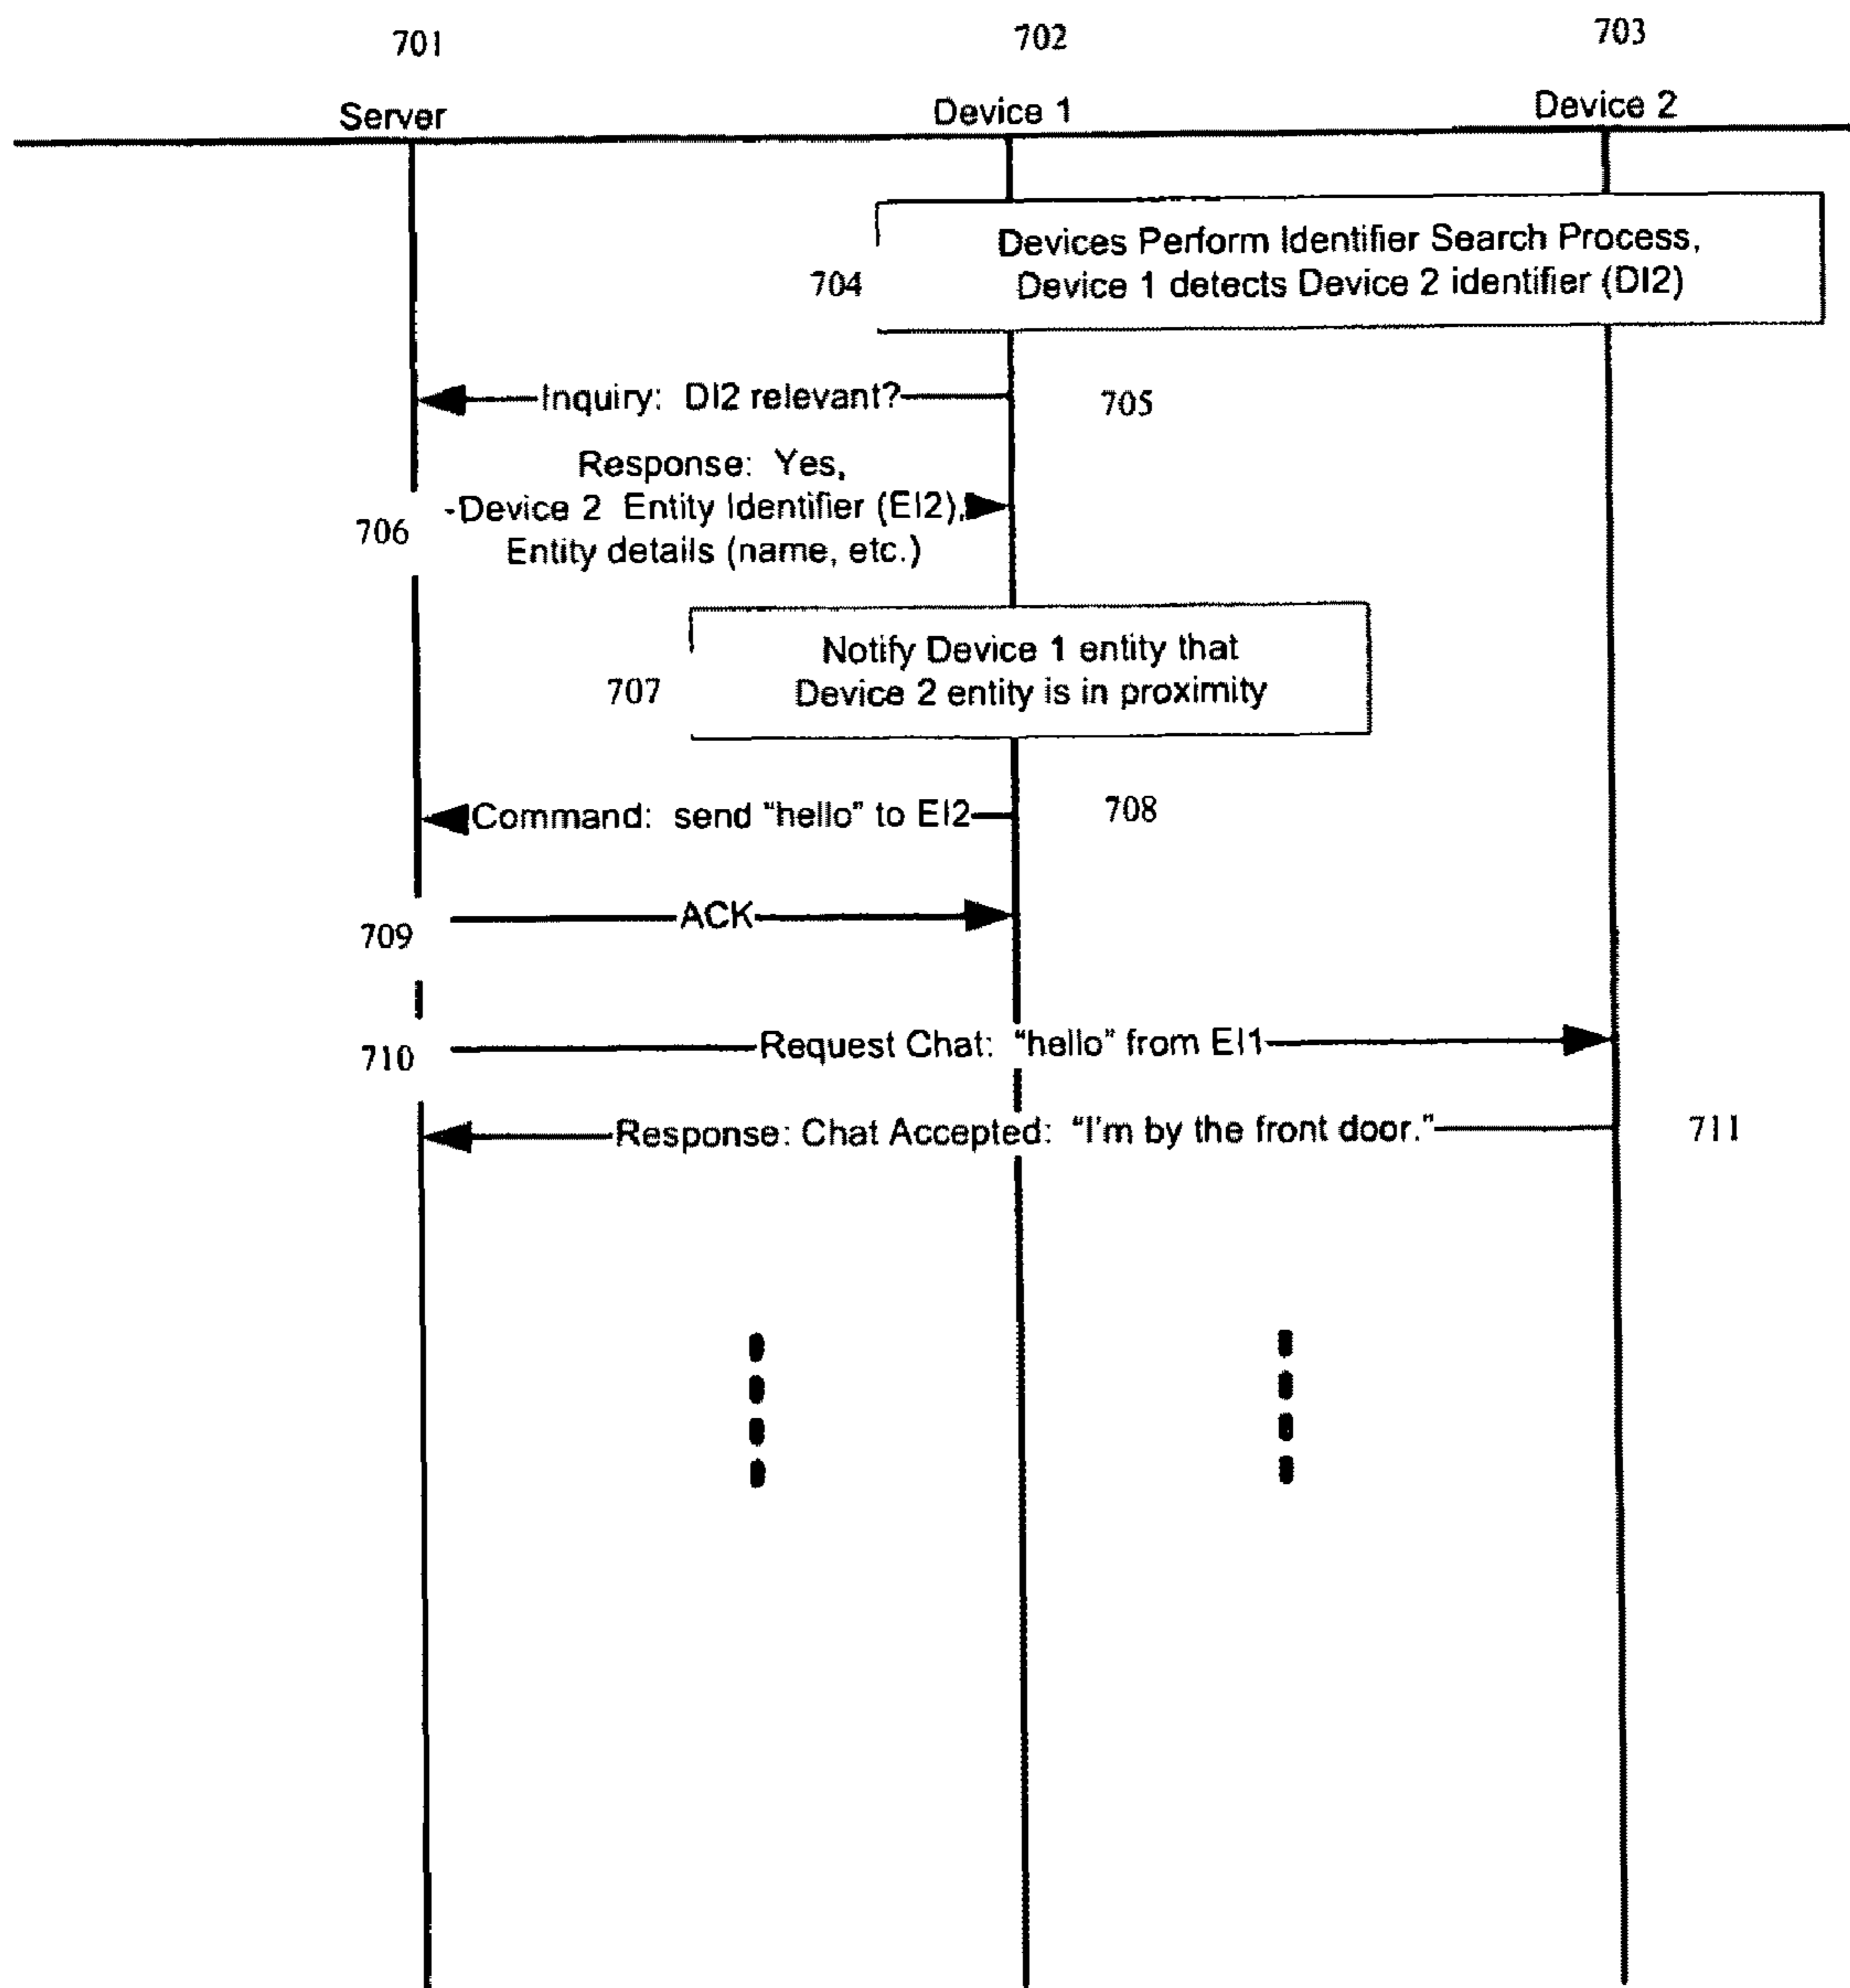 701
702
703
Server
Device 1
Device 2
Devices Perform Identifier Search Process,
704
Device 1 detects Device 2 identifier (DI2)
Inquiry: DI2 relevant?
705
Response: Yes,
Device 2 Entity Identifier (EI2),
706
Entity details (name, etc.)
Notify Device 1 entity that
707
Device 2 entity is in proximity
Command: send "hello" to EI2
708
ACK
709
Request Chat: "hello" from EI1
710
Response: Chat Accepted: "I'm by the front door."
711